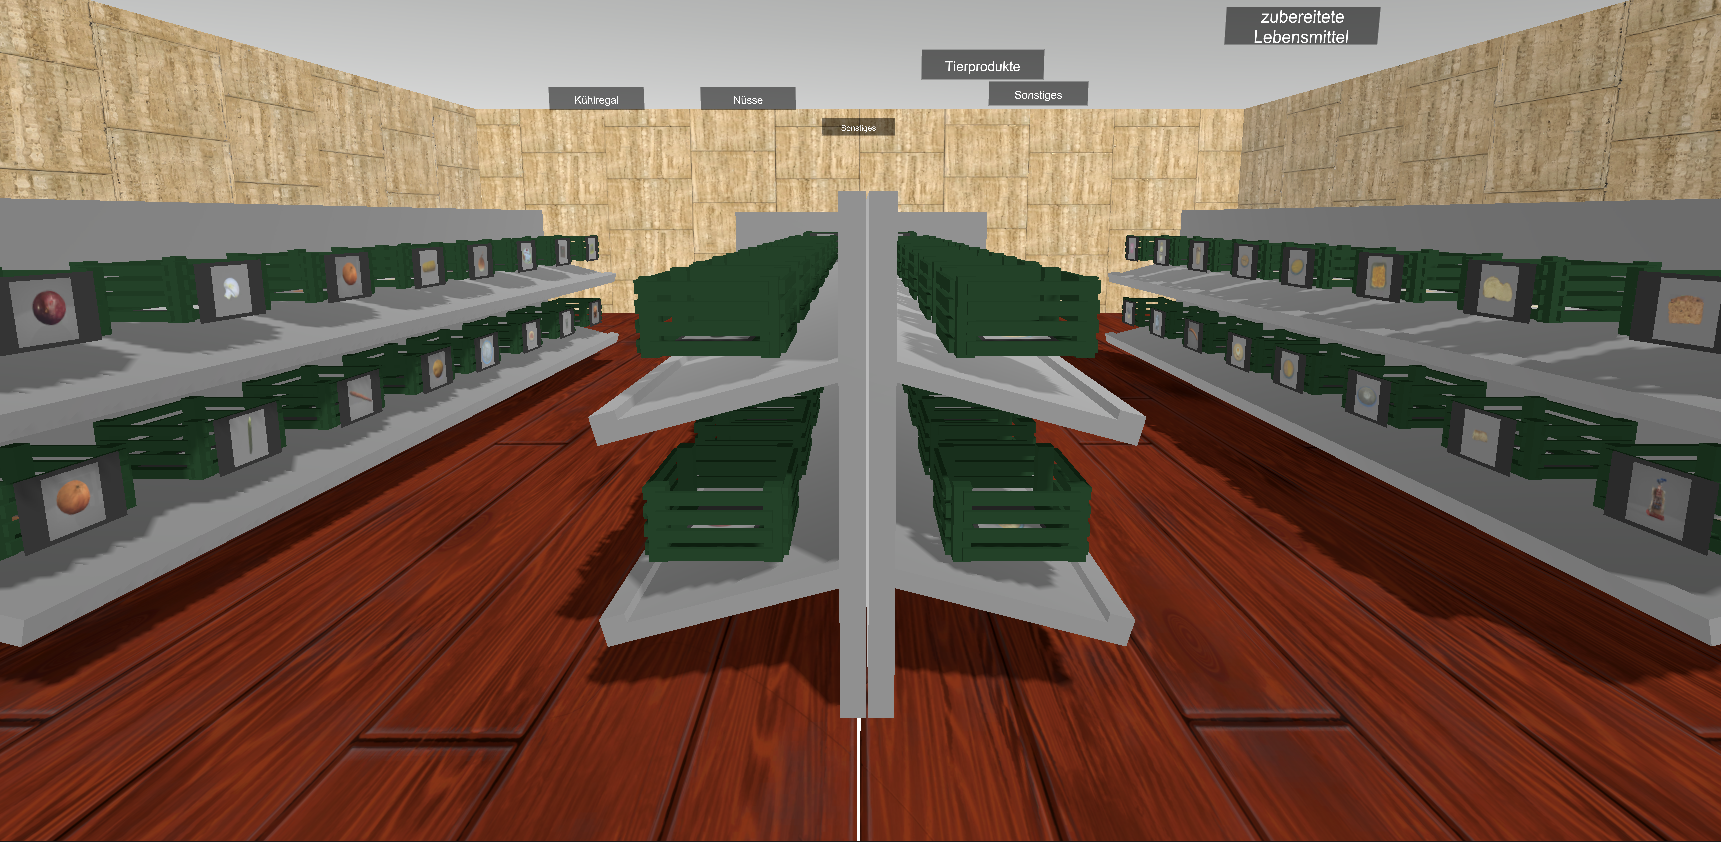 zubereitete
Lebensmittel
Tierprodukte
Kühlregal
Nüsse
Sonstiges
Sonstiges